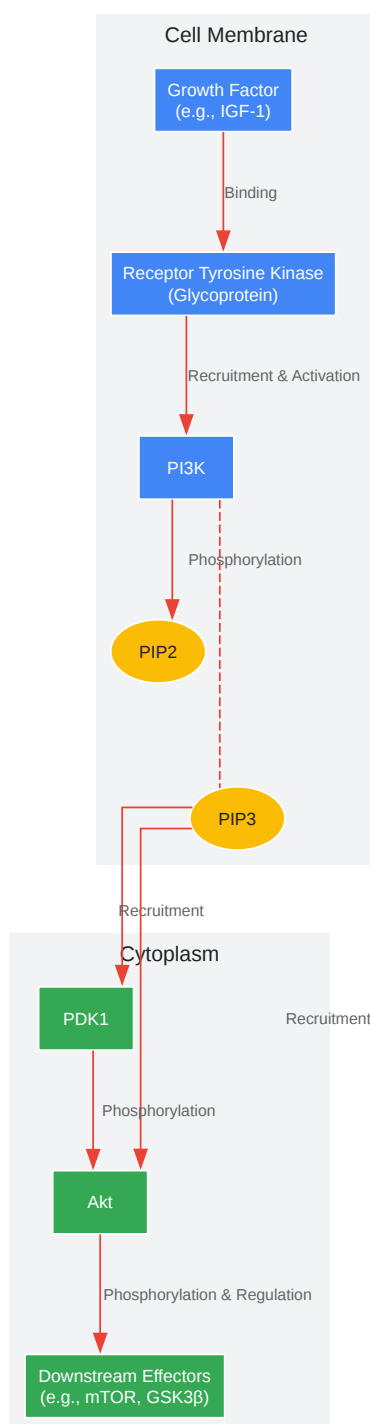 Cell Membrane
Growth Factor
(e.g., IGF-1)
Binding
Receptor Tyrosine Kinase
(Glycoprotein)
Recruitment & Activation
PI3K
Phosphorylation
PIP2
PIP3
Recruitment
Cytoplasm
PDK1
Recruitment
Phosphorylation
Akt
Phosphorylation & Regulation
Downstream Effectors
(e.g., mTOR, GSK3β)